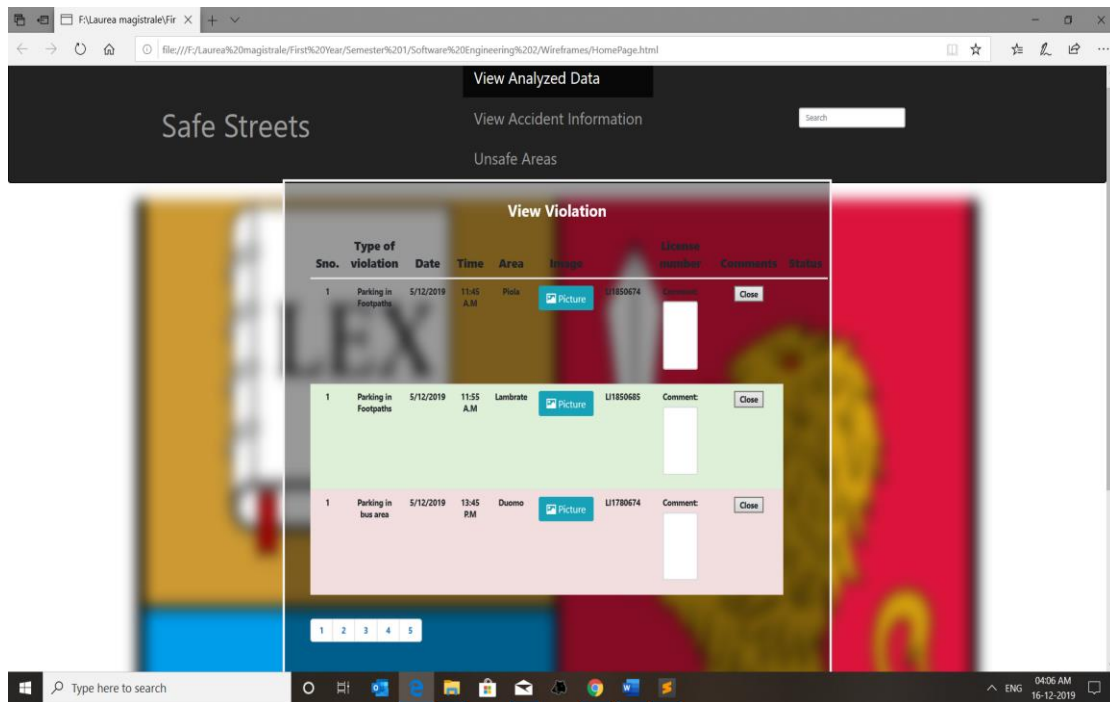 F:\Laurea magistrale\Fir
file:///F:/Laurea%20magistrale/First%20Year/Semester%201/Software%20Engineering%202/Wireframes/HomePage.html
View Analyzed Data
Safe Streets
View Accident Information
Search
Unsafe Areas
View Violation
Sno. Type of violation Date Time Area Image License number Comments Status
1 Parking in Footpaths 5/12/2019 11:45 A.M Piola Picture LI1850674 Comment: Close
1 Parking in Footpaths 5/12/2019 11:55 A.M Lambrate Picture LI1850685 Comment: Close
1 Parking in bus area 5/12/2019 13:45 P.M Duomo Picture LI1780674 Comment: Close
1 2 3 4 5
LEX
Type here to search
ENG
04:06 AM
16-12-2019